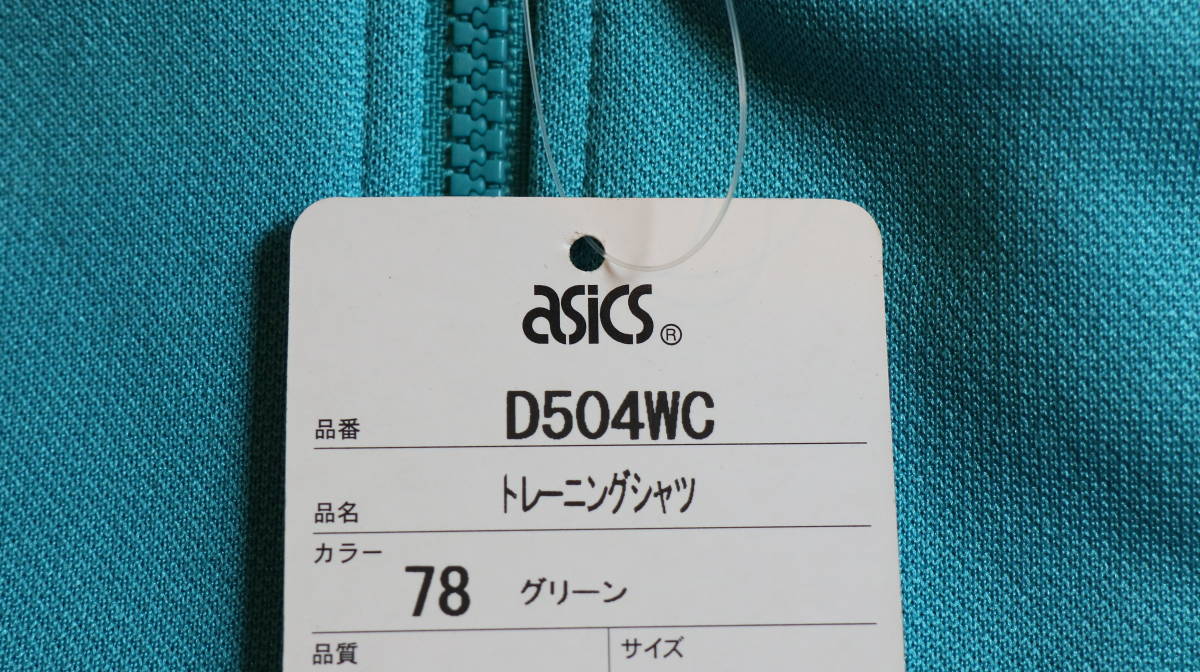 asics®
品番 D504WC
品名 トレーニングシャツ
カラー 78 グリーン
品質 サイズ